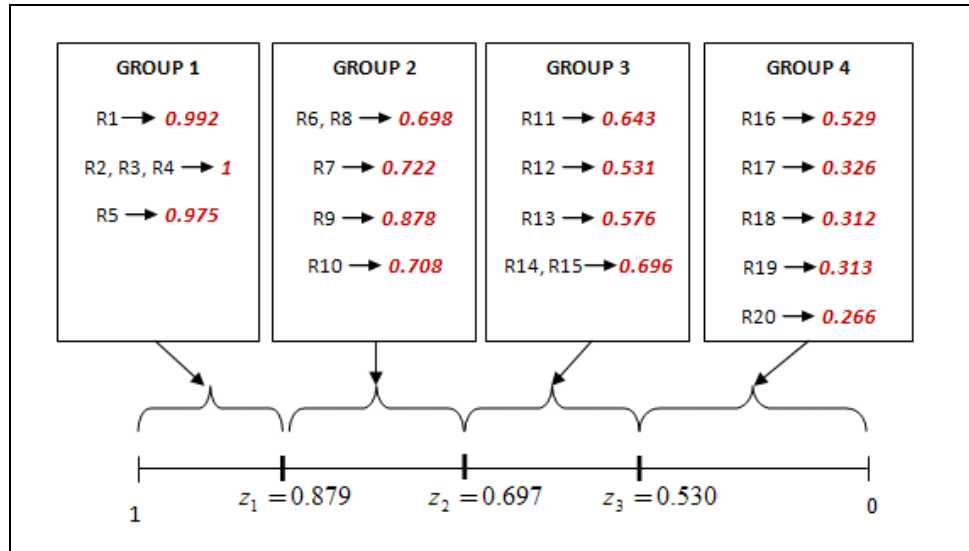 GROUP 1
R1 → 0.992
R2, R3, R4 → 1
R5 → 0.975
GROUP 2
R6, R8 → 0.698
R7 → 0.722
R9 → 0.878
R10 → 0.708
GROUP 3
R11 → 0.643
R12 → 0.531
R13 → 0.576
R14, R15 → 0.696
GROUP 4
R16 → 0.529
R17 → 0.326
R18 → 0.312
R19 → 0.313
R20 → 0.266
1
z₁ = 0.879
z₂ = 0.697
z₃ = 0.530
0